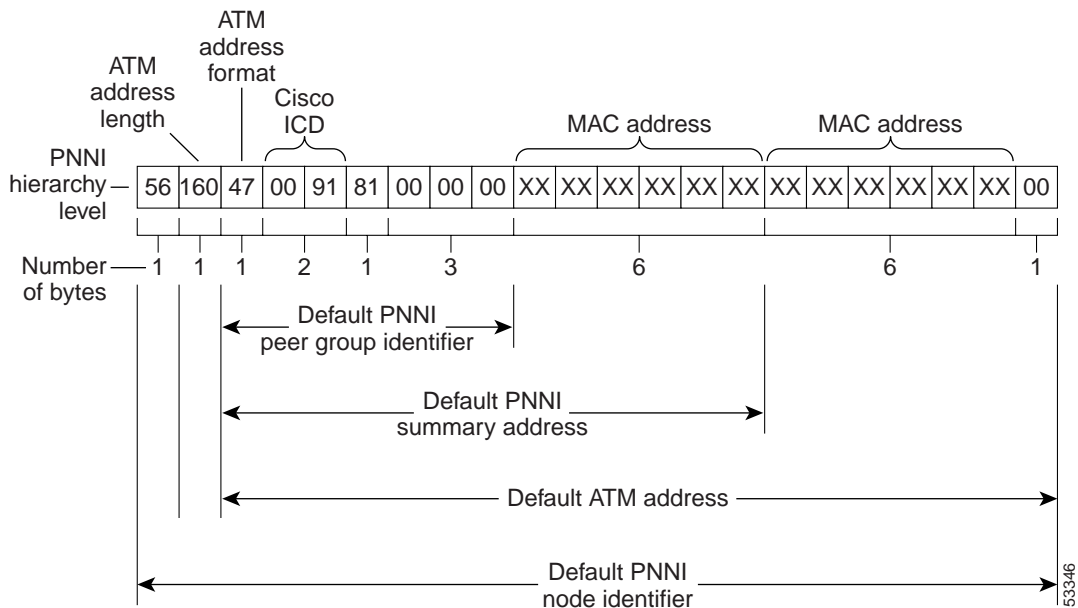 ATM
address
format
ATM
address
length
Cisco
ICD
MAC address
MAC address
PNNI
hierarchy
level
56 160 47 00 91 81 00 00 00 XX XX XX XX XX XX XX XX XX XX XX XX 00
Number
of bytes
1 1 1 2 1 3 6 6 1
Default PNNI
peer group identifier
Default PNNI
summary address
Default ATM address
Default PNNI
node identifier
53346